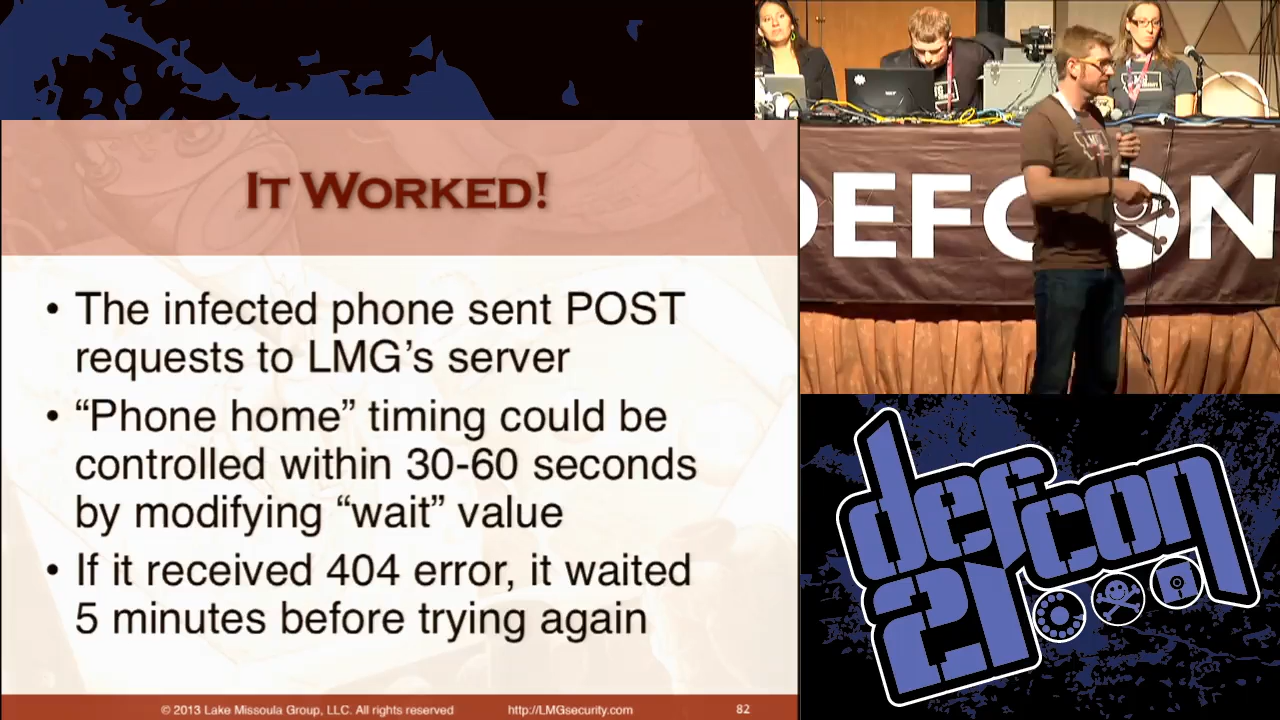 It Worked!
• The infected phone sent POST
requests to LMG’s server
• “Phone home” timing could be
controlled within 30-60 seconds
by modifying “wait” value
• If it received 404 error, it waited
5 minutes before trying again
© 2013 Lake Missoula Group, LLC. All rights reserved
http://LMGsecurity.com
82
DEFCON
defcon
21